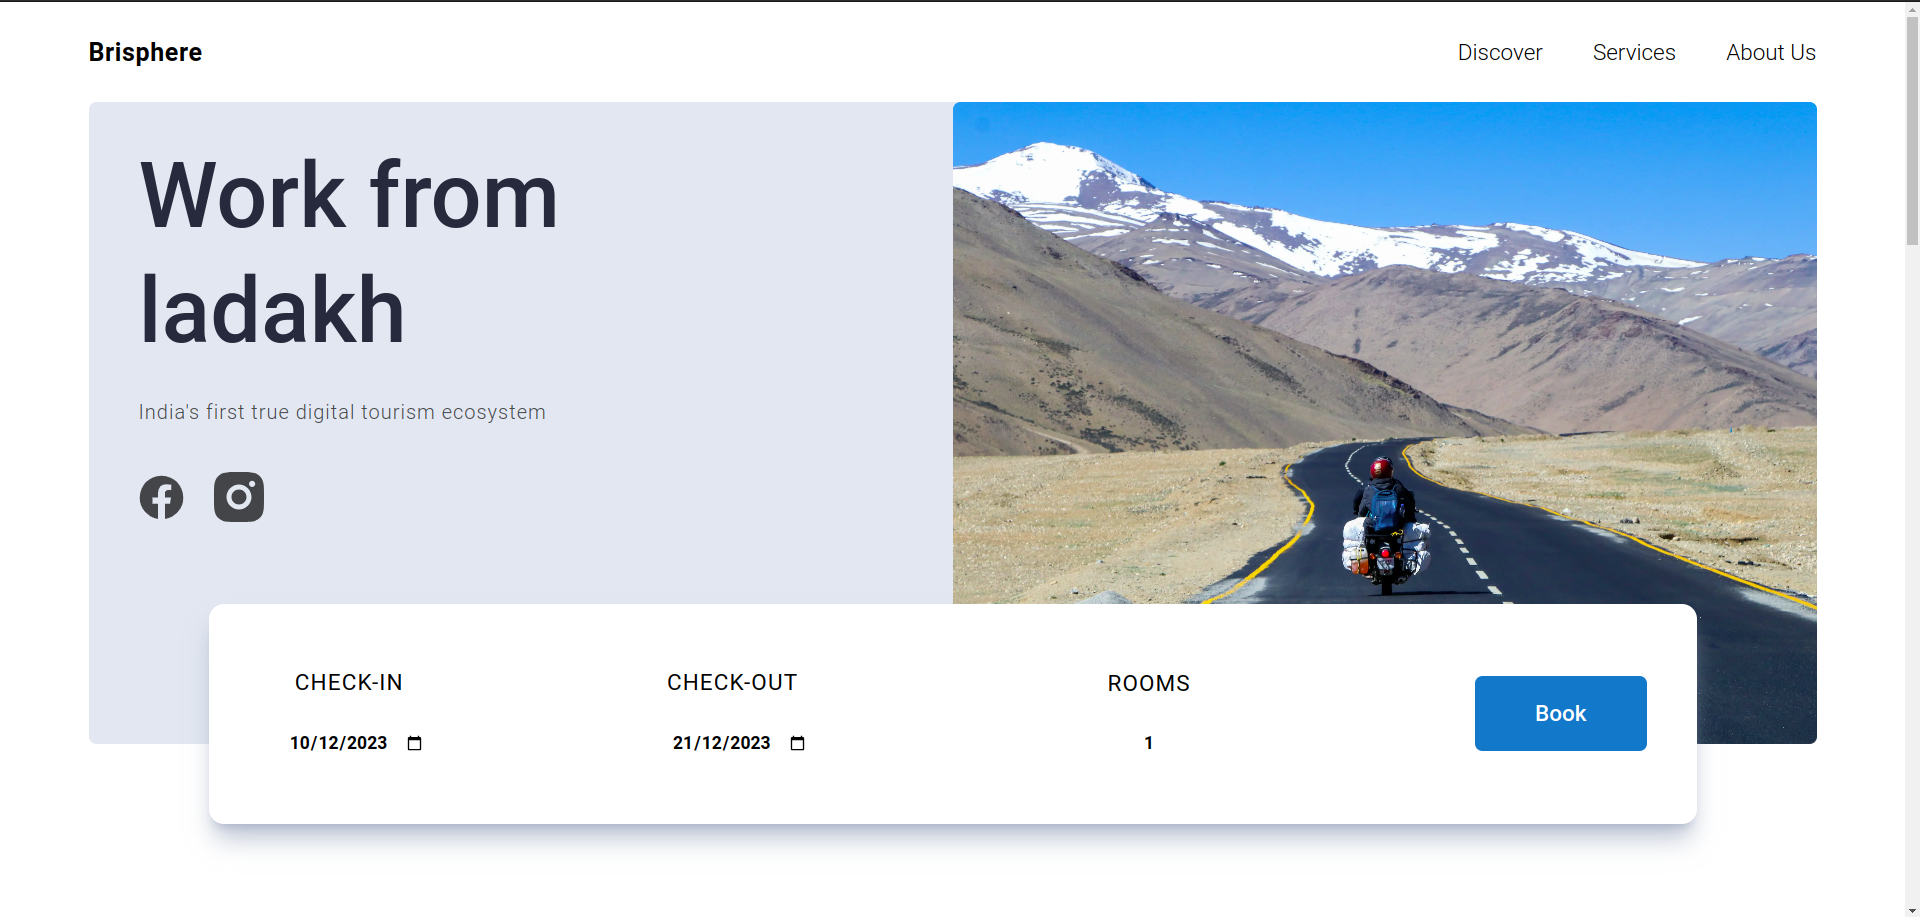 Brisphere
Discover Services About Us
Work from
ladakh
India's first true digital tourism ecosystem
CHECK-IN CHECK-OUT ROOMS
10/12/2023 21/12/2023 1
Book